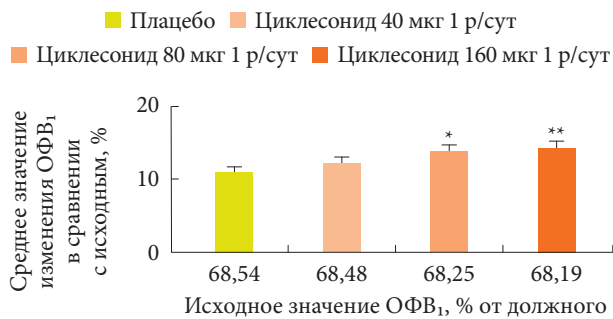 Плацебо Циклесонид 40 мкг 1 р/сут
Циклесонид 80 мкг 1 р/сут Циклесонид 160 мкг 1 р/сут
Среднее значение
изменения ОФВ₁
в сравнении
с исходным, %
20
10
0
* **
68,54 68,48 68,25 68,19
Исходное значение ОФВ₁, % от должного